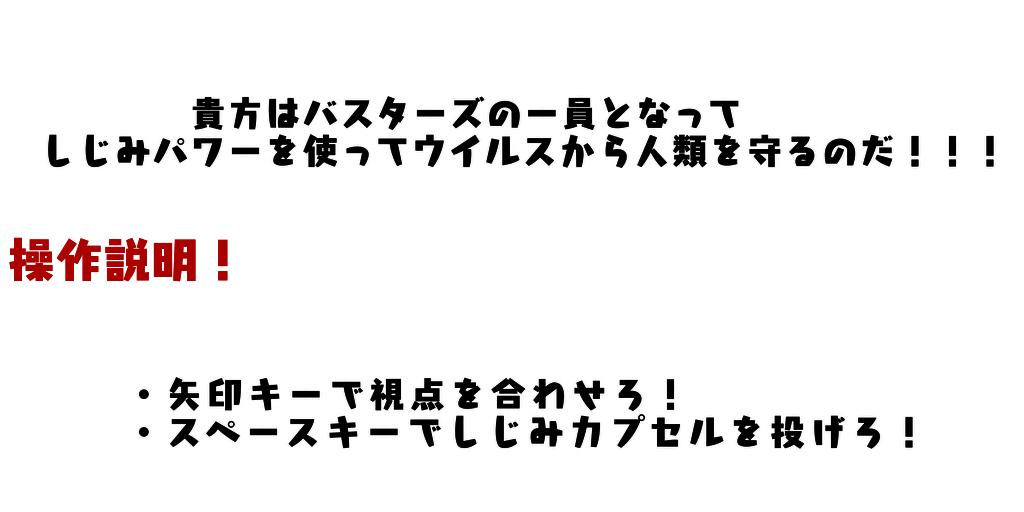 貴方はバスターズの一員となって
しじみパワーを使ってウイルスから人類を守るのだ！！！
操作説明！
・矢印キーで視点を合わせろ！
・スペースキーでしじみカプセルを投げろ！